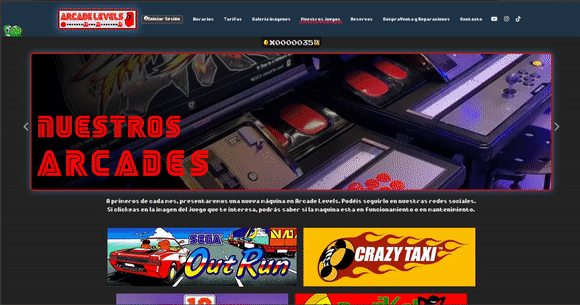 ARCADE LEVELS
Iniciar Sesión
Horarios
Tarifas
Galería Imágenes
Nuestros Juegos
Reservas
Compra/Venta y Reparaciones
Contacto
X0000035
NUESTROS
ARCADES
A primeros de cada mes, presentaremos una nueva máquina en Arcade Levels. Podéis seguirlo en nuestras redes sociales.
Si clickeas en la imagen del juego que te interesa, podrás saber si la maquina esta en funcionamiento o en mantenimiento.
SEGA
OutRun
CRAZY TAXI